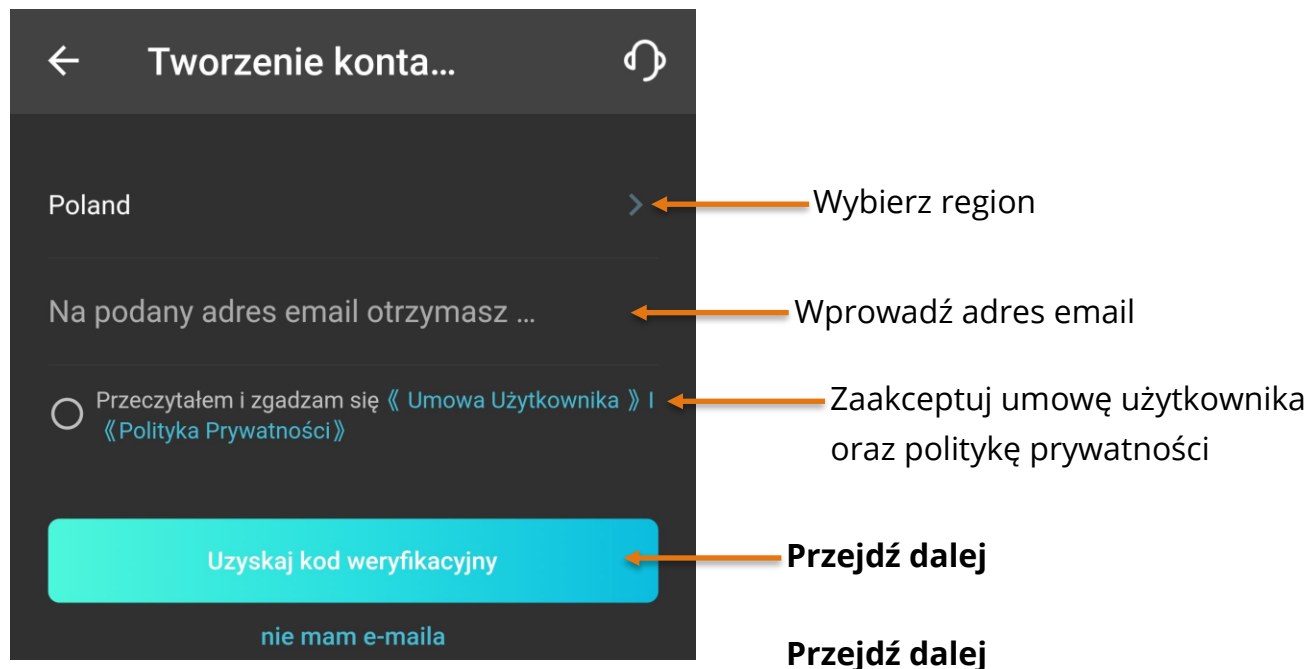 Tworzenie konta...
Poland
Wybierz region
Na podany adres email otrzymasz ...
Wprowadź adres email
Przeczytałem i zgadzam się 《 Umowa Użytkownika 》 I
《Polityka Prywatności》
Zaakceptuj umowę użytkownika
oraz politykę prywatności
Uzyskaj kod weryfikacyjny
Przejdź dalej
nie mam e-maila
Przejdź dalej